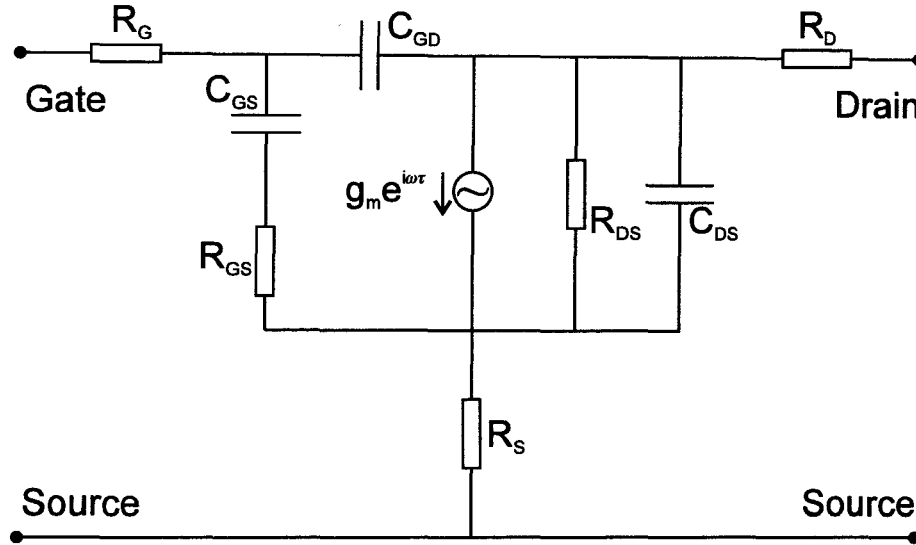 R_G
C_GD
R_D
Gate
C_GS
Drain
g_m e^{iωτ}
R_DS
C_DS
R_GS
R_S
Source
Source